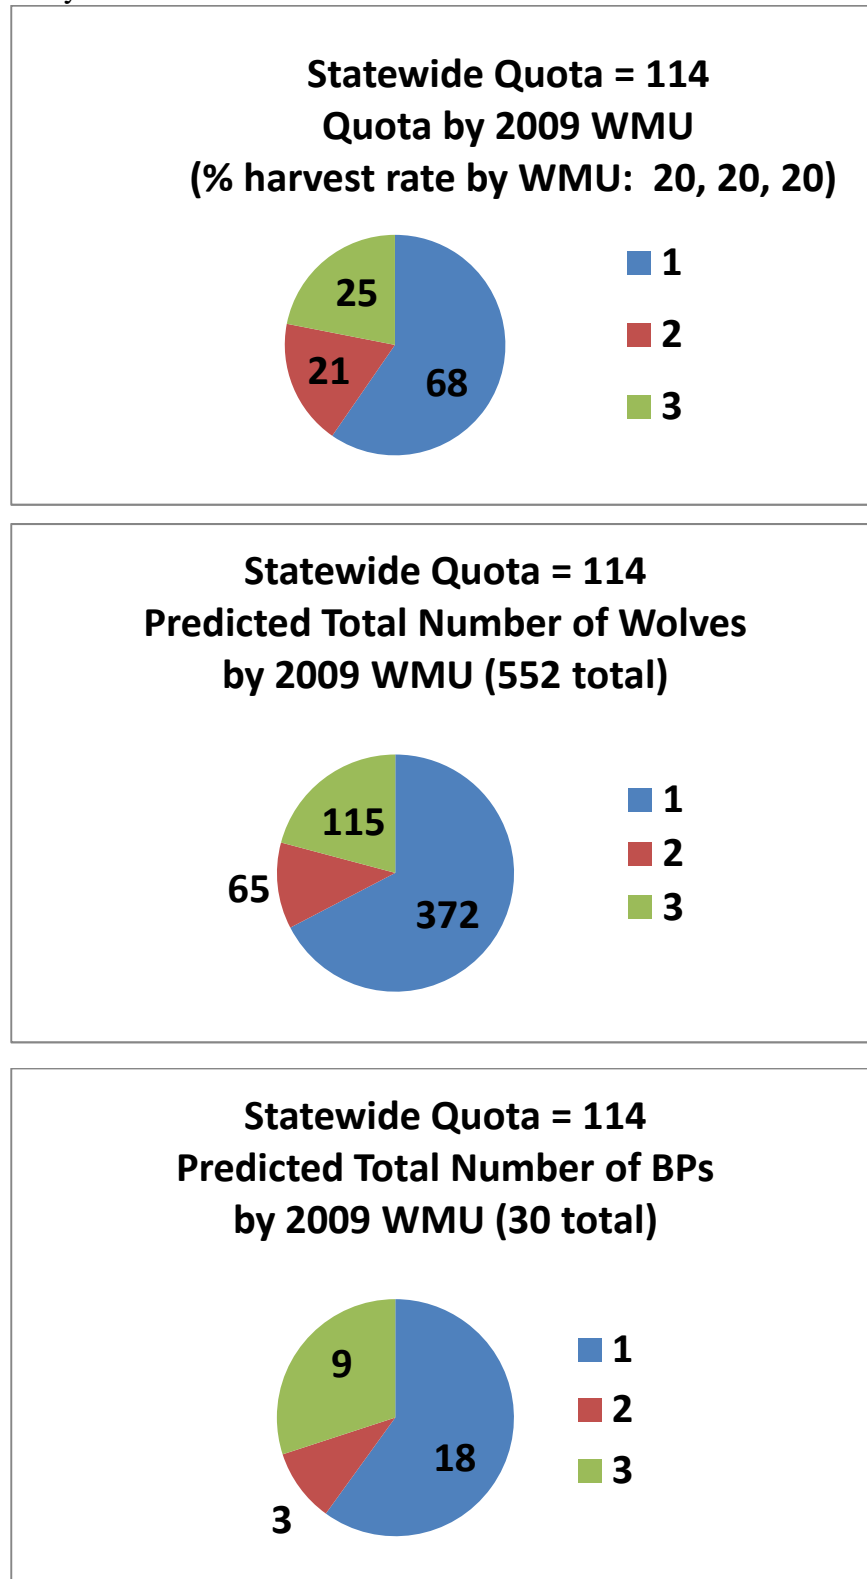 Statewide Quota = 114
Quota by 2009 WMU
(% harvest rate by WMU:  20, 20, 20)
25
21
68
1
2
3
Statewide Quota = 114
Predicted Total Number of Wolves
by 2009 WMU (552 total)
115
65
372
1
2
3
Statewide Quota = 114
Predicted Total Number of BPs
by 2009 WMU (30 total)
9
18
3
1
2
3